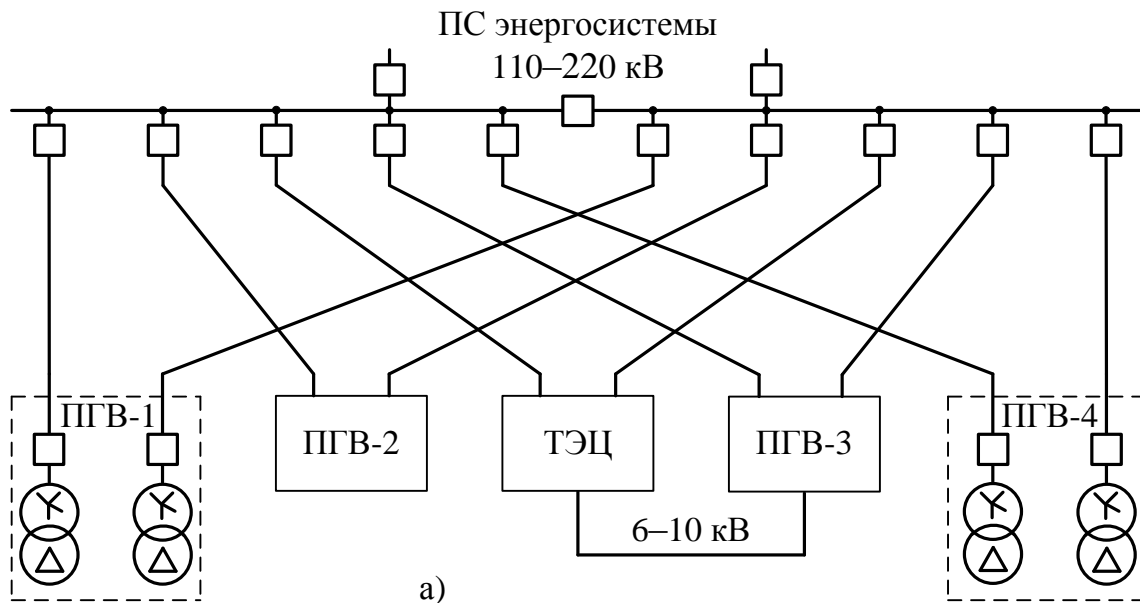 ПС энергосистемы
110–220 кВ
ПГВ-1
ПГВ-4
ПГВ-2
ТЭЦ
ПГВ-3
6–10 кВ
а)